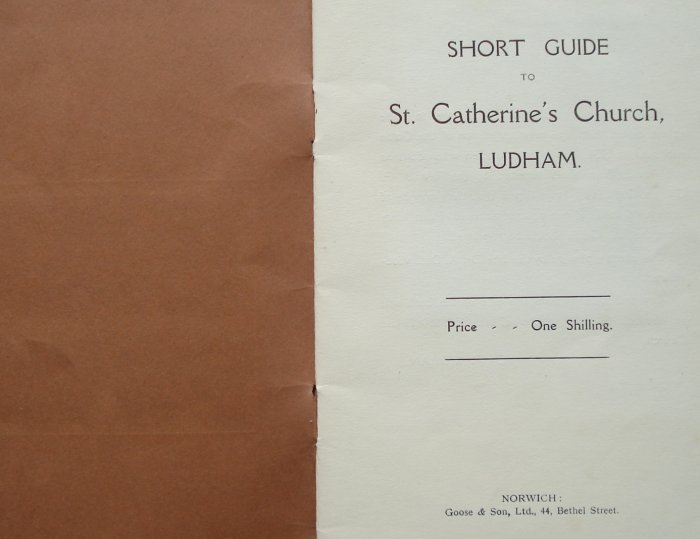 SHORT GUIDE
TO
St. Catherine's Church,
LUDHAM.
Price - - One Shilling.
NORWICH:
Goose & Son, Ltd., 44, Bethel Street.